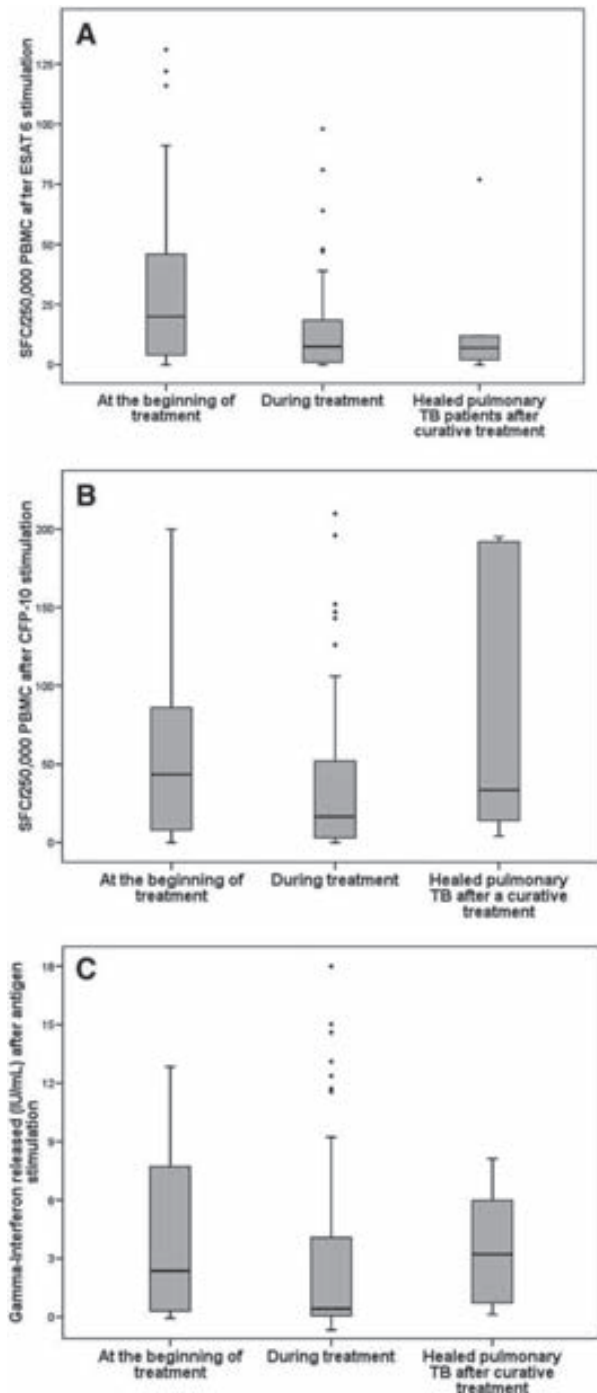 A
SFC/250,000 PBMC af ter ESAT 6 stimulation
125
100
75
50
25
0
At the beginning of
treatment
During treatment
Healed pulmonary
TB patients after
curative treatment
B
SFC/250,000 PBMC after CFP-10 stimulation
200
150
100
50
0
At the beginning of
treatment
During treatment
Healed pulmonary
TB after a curative
treatment
C
Gamma-interferon released (IU/mL) after antigen
stimulation
18
15
12
9
6
3
0
At the beginning of
treatment
During treatment
Healed pulmonary
TB after curative
treatment